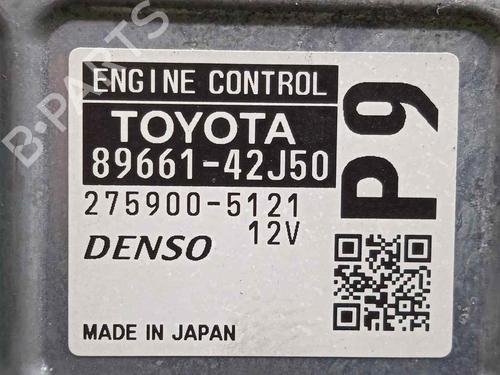 ENGINE CONTROL
TOYOTA
89661-42J50
275900-5121
12V
DENSO
MADE IN JAPAN
P9
B-PARTS